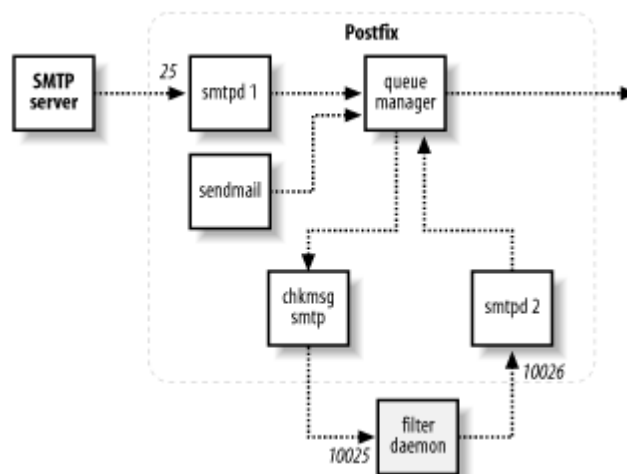 Postfix
SMTP
server
25
smtpd 1
queue
manager
sendmail
chkmsg
smtp
smtpd 2
10026
10025
filter
daemon